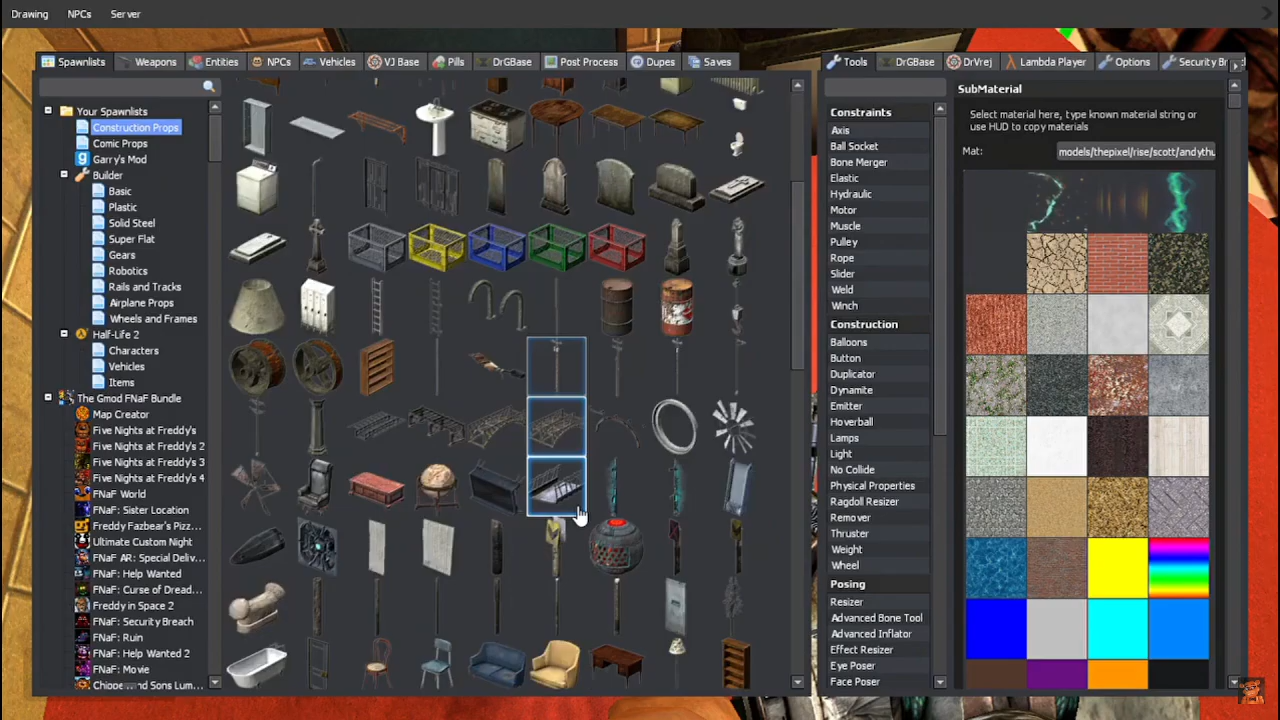 Drawing NPCs Server
Spawnlists Weapons Entities NPCs Vehicles VJ Base Pills DrGBase Post Process Dupes Saves
Tools DrGBase DrVrej Lambda Player Options Security
Your Spawnlists
Construction Props
Comic Props
Garry's Mod
Builder
Basic
Plastic
Solid Steel
Super Flat
Gears
Robotics
Rails and Tracks
Airplane Props
Wheels and Frames
Half-Life 2
Characters
Vehicles
Items
The Gmod FNaF Bundle
Map Creator
Five Nights at Freddy's
Five Nights at Freddy's 2
Five Nights at Freddy's 3
Five Nights at Freddy's 4
FNaF World
FNaF: Sister Location
Freddy Fazbear's Pizz...
Ultimate Custom Night
FNaF AR: Special Deliv...
FNaF: Help Wanted
FNaF: Curse of Dread...
Freddy in Space 2
FNaF: Security Breach
FNaF: Ruin
FNaF: Help Wanted 2
FNaF: Movie
Constraints
Axis
Ball Socket
Bone Merger
Elastic
Hydraulic
Motor
Muscle
Pulley
Rope
Slider
Weld
Winch
Construction
Balloons
Button
Duplicator
Dynamite
Emitter
Hoverball
Lamps
Light
No Collide
Physical Properties
Ragdoll Resizer
Remover
Thruster
Weight
Wheel
Posing
Resizer
Advanced Bone Tool
Advanced Inflator
Effect Resizer
Eye Poser
Face Poser
SubMaterial
Select material here, type known material string or
use HUD to copy materials
Mat: models/thepixel/rise/scott/andythu